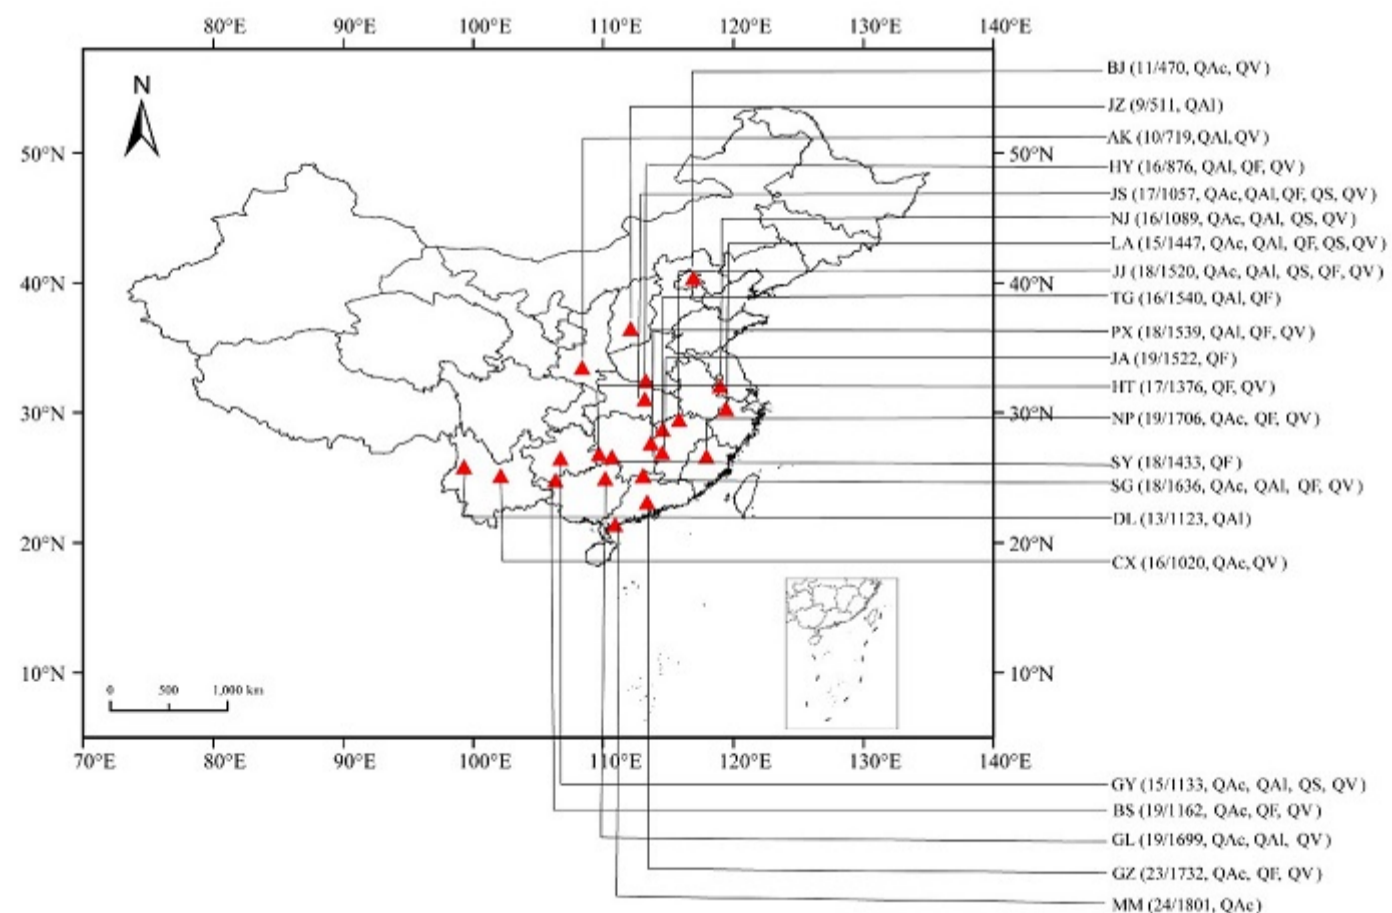 80°E 90°E 100°E 110°E 120°E 130°E 140°E
N
BJ (11/470, QAc, QV)
JZ (9/511, QAl)
AK (10/719, QAl, QV)
50°N 50°N
HY (16/876, QAl, QF, QV)
JS (17/1057, QAc, QAl, QF, QS, QV)
NJ (16/1089, QAc, QAl, QS, QV)
LA (15/1447, QAc, QAl, QF, QS, QV)
JJ (18/1520, QAc, QAl, QS, QF, QV)
40°N 40°N
TG (16/1540, QAl, QF)
PX (18/1539, QAl, QF, QV)
JA (19/1522, QF)
HT (17/1376, QF, QV)
30°N 30°N
NP (19/1706, QAc, QF, QV)
SY (18/1433, QF)
SG (18/1636, QAc, QAl, QF, QV)
DL (13/1123, QAl)
20°N 20°N
CX (16/1020, QAc, QV)
10°N 10°N
0 500 1,000 km
70°E 80°E 90°E 100°E 110°E 120°E 130°E 140°E
GY (15/1133, QAc, QAl, QS, QV)
BS (19/1162, QAc, QF, QV)
GL (19/1699, QAc, QAl, QV)
GZ (23/1732, QAc, QF, QV)
MM (24/1801, QAc)